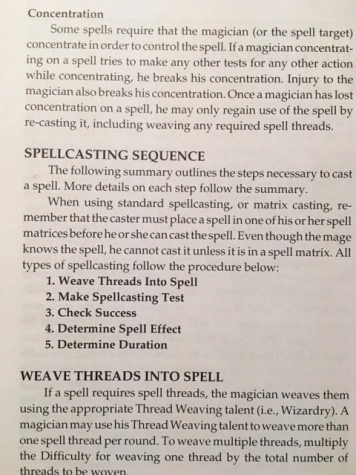 Concentration
Some spells require that the magician (or the spell target)
concentrate in order to control the spell. If a magician concentrat-
ing on a spell tries to make any other tests for any other action
while concentrating, he breaks his concentration. Injury to the
magician also breaks his concentration. Once a magician has lost
concentration on a spell, he may only regain use of the spell by
re-casting it, including weaving any required spell threads.
SPELLCASTING SEQUENCE
The following summary outlines the steps necessary to cast
a spell. More details on each step follow the summary.
When using standard spellcasting, or matrix casting, re-
member that the caster must place a spell in one of his or her spell
matrices before he or she can cast the spell. Even though the mage
knows the spell, he cannot cast it unless it is in a spell matrix. All
types of spellcasting follow the procedure below:
1. Weave Threads Into Spell
2. Make Spellcasting Test
3. Check Success
4. Determine Spell Effect
5. Determine Duration
WEAVE THREADS INTO SPELL
If a spell requires spell threads, the magician weaves them
using the appropriate Thread Weaving talent (i.e., Wizardry). A
magician may use his Thread Weaving talent to weave more than
one spell thread per round. To weave multiple threads, multiply
the Difficulty for weaving one thread by the total number of
threads to be woven.